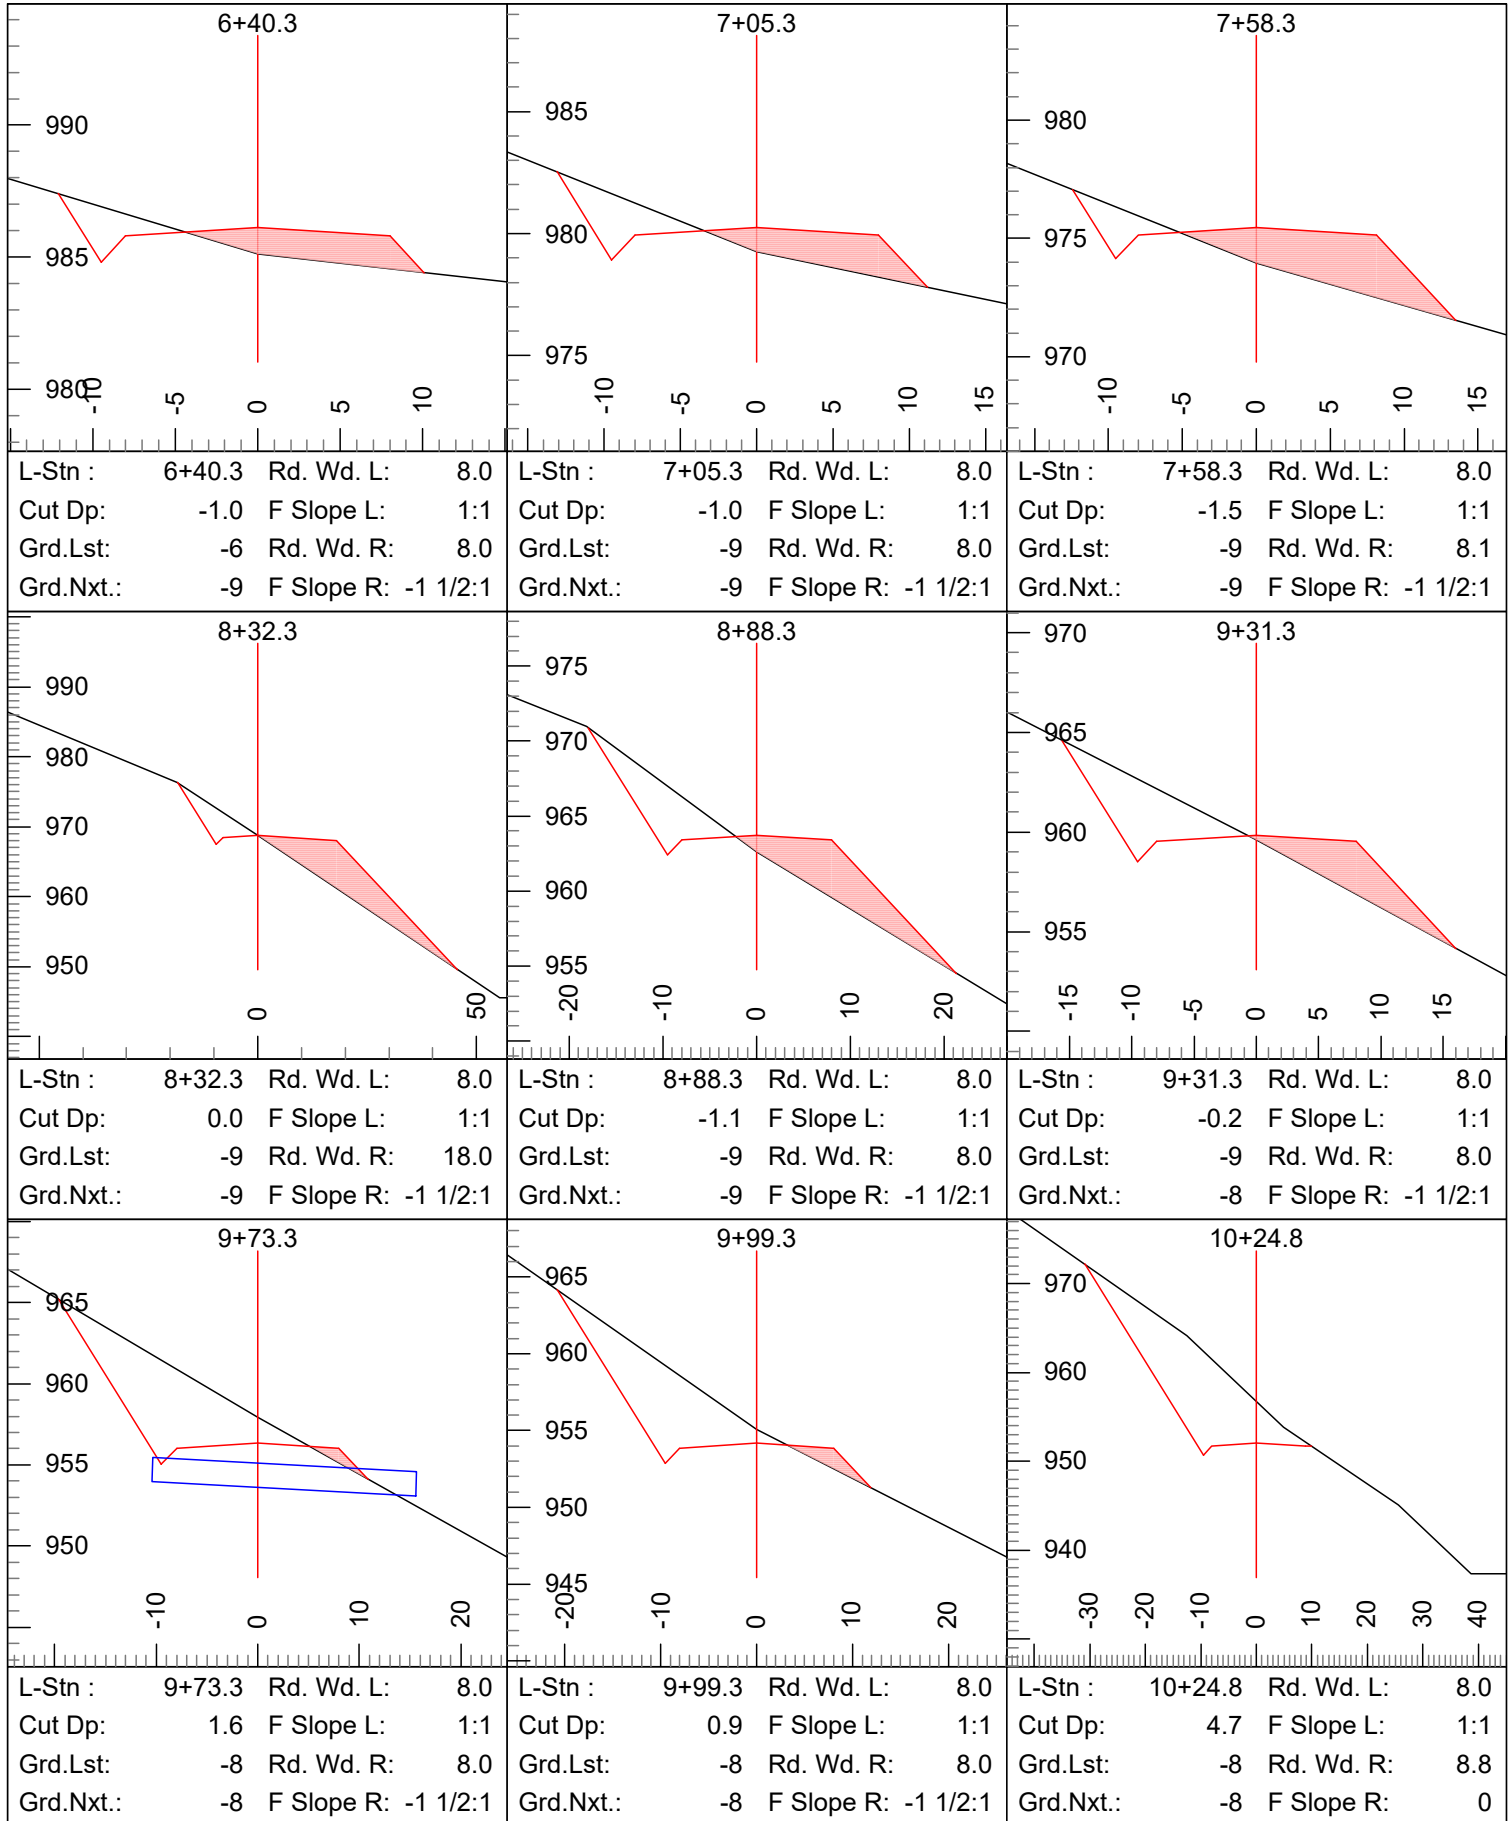 6+40.3
990
985
980
-10 -5 0 5 10
L-Stn : 6+40.3 Rd. Wd. L: 8.0
Cut Dp: -1.0 F Slope L: 1:1
Grd.Lst: -6 Rd. Wd. R: 8.0
Grd.Nxt.: -9 F Slope R: -1 1/2:1
7+05.3
985
980
975
-10 -5 0 5 10 15
L-Stn : 7+05.3 Rd. Wd. L: 8.0
Cut Dp: -1.0 F Slope L: 1:1
Grd.Lst: -9 Rd. Wd. R: 8.0
Grd.Nxt.: -9 F Slope R: -1 1/2:1
7+58.3
980
975
970
-10 -5 0 5 10 15
L-Stn : 7+58.3 Rd. Wd. L: 8.0
Cut Dp: -1.5 F Slope L: 1:1
Grd.Lst: -9 Rd. Wd. R: 8.1
Grd.Nxt.: -9 F Slope R: -1 1/2:1
8+32.3
990
980
970
960
950
0 50
L-Stn : 8+32.3 Rd. Wd. L: 8.0
Cut Dp: 0.0 F Slope L: 1:1
Grd.Lst: -9 Rd. Wd. R: 18.0
Grd.Nxt.: -9 F Slope R: -1 1/2:1
8+88.3
975
970
965
960
955
-20 -10 0 10 20
L-Stn : 8+88.3 Rd. Wd. L: 8.0
Cut Dp: -1.1 F Slope L: 1:1
Grd.Lst: -9 Rd. Wd. R: 8.0
Grd.Nxt.: -9 F Slope R: -1 1/2:1
9+31.3
970
965
960
955
-15 -10 -5 0 5 10 15
L-Stn : 9+31.3 Rd. Wd. L: 8.0
Cut Dp: -0.2 F Slope L: 1:1
Grd.Lst: -9 Rd. Wd. R: 8.0
Grd.Nxt.: -8 F Slope R: -1 1/2:1
9+73.3
965
960
955
950
-10 0 10 20
L-Stn : 9+73.3 Rd. Wd. L: 8.0
Cut Dp: 1.6 F Slope L: 1:1
Grd.Lst: -8 Rd. Wd. R: 8.0
Grd.Nxt.: -8 F Slope R: -1 1/2:1
9+99.3
965
960
955
950
945
-20 -10 0 10 20
L-Stn : 9+99.3 Rd. Wd. L: 8.0
Cut Dp: 0.9 F Slope L: 1:1
Grd.Lst: -8 Rd. Wd. R: 8.0
Grd.Nxt.: -8 F Slope R: -1 1/2:1
10+24.8
970
960
950
940
-30 -20 -10 0 10 20 30 40
L-Stn : 10+24.8 Rd. Wd. L: 8.0
Cut Dp: 4.7 F Slope L: 1:1
Grd.Lst: -8 Rd. Wd. R: 8.8
Grd.Nxt.: -8 F Slope R: 0